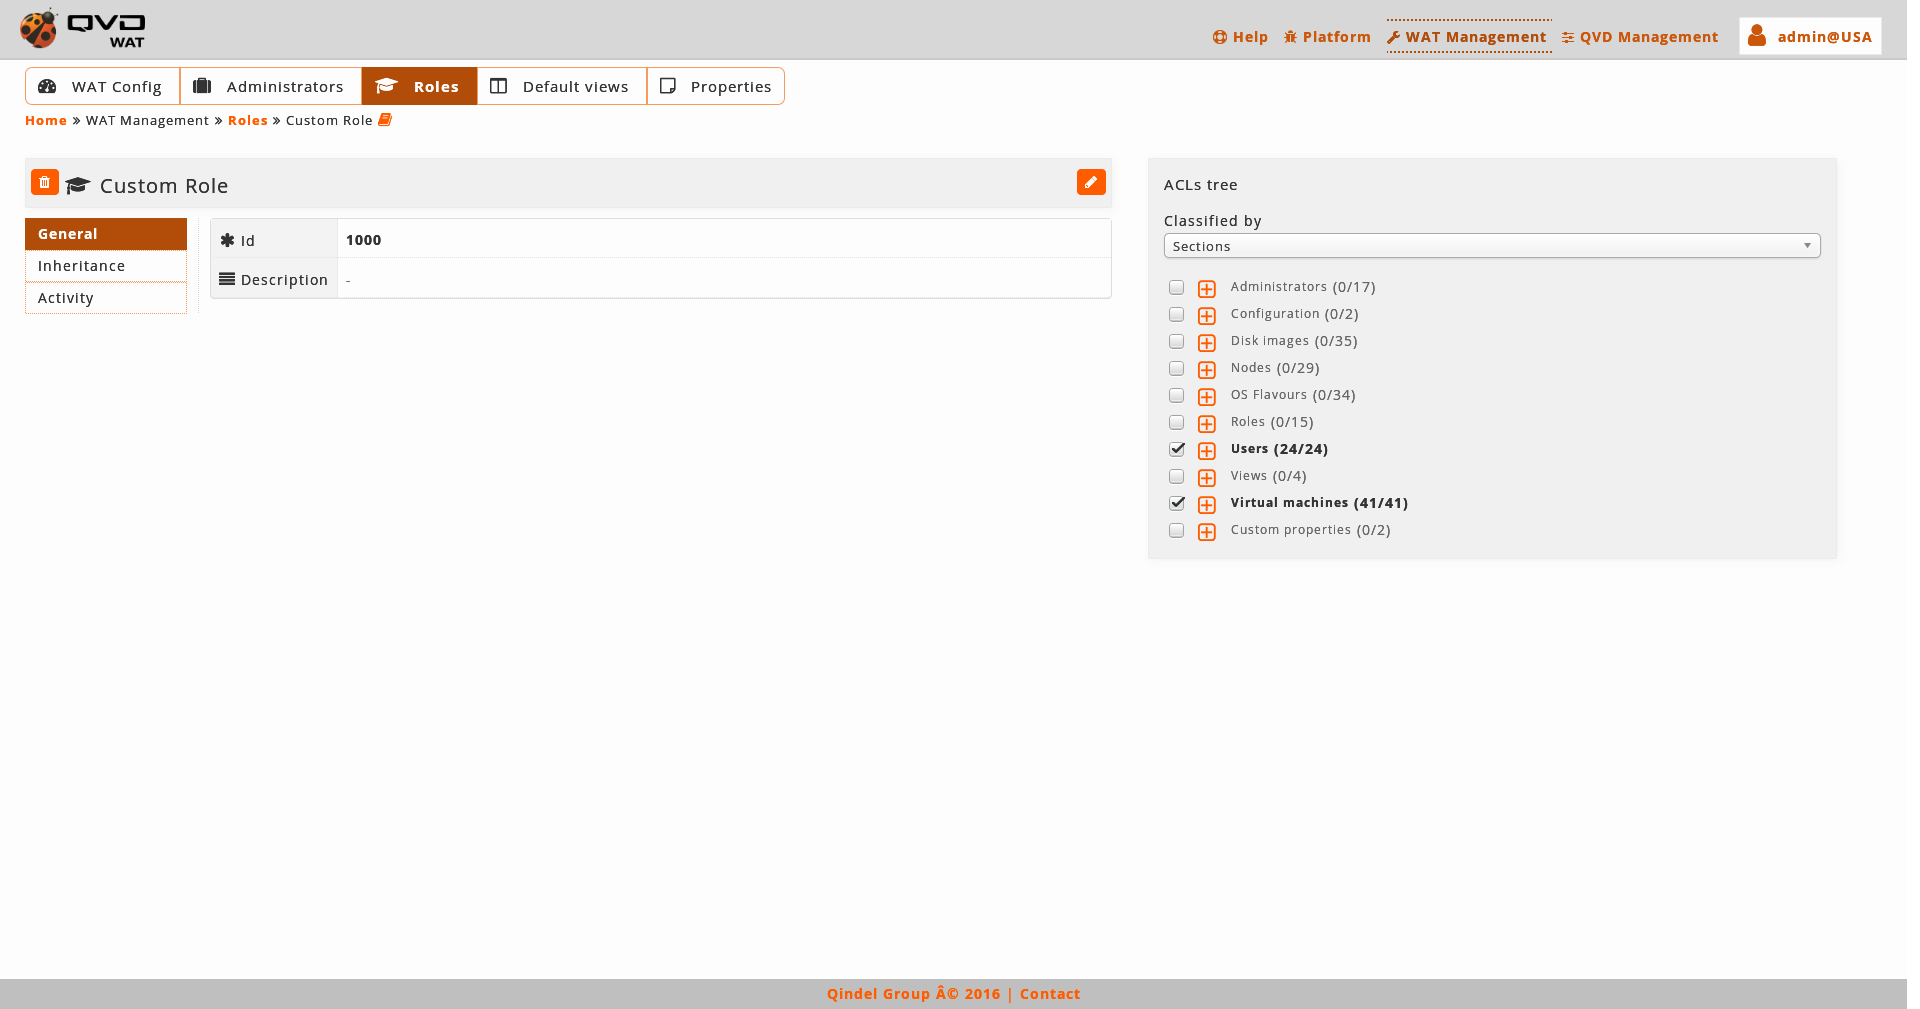 QVD
WAT
Help Platform WAT Management QVD Management admin@USA
WAT Config Administrators Roles Default views Properties
Home » WAT Management » Roles » Custom Role
Custom Role
General
Inheritance
Activity
Id 1000
Description -
ACLs tree
Classified by
Sections
Administrators (0/17)
Configuration (0/2)
Disk images (0/35)
Nodes (0/29)
OS Flavours (0/34)
Roles (0/15)
Users (24/24)
Views (0/4)
Virtual machines (41/41)
Custom properties (0/2)
Qindel Group Â© 2016 | Contact